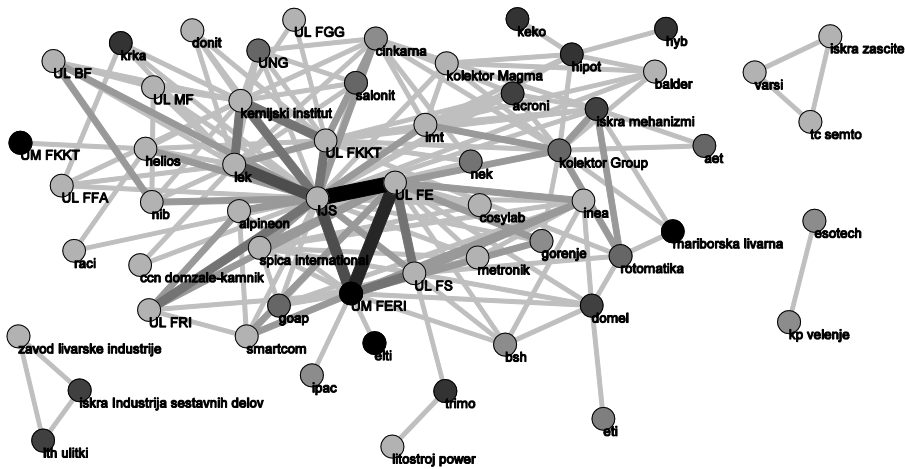 keko
UL FGG
hyb
donit
cinkarna
iskra zascite
krka
UNG
hipot
UL BF
kolektor Magma
balder
varsi
salonit
UL MF
acroni
kemijski institut
iskra mehanizmi
tc semto
imt
UL FKKT
aet
UM FKKT
helios
kolektor Group
nek
lek
UL FFA
UL FE
nib
IJS
inea
cosylab
alpineon
esotech
mariborska livarna
gorenje
raci
spica international
rotomatika
ccn domzale-kamnik
metronik
UL FS
UM FERI
goap
domel
UL FRI
kp velenje
smartcom
zavod livarske industrije
elti
bsh
ipac
iskra Industrija sestavnih delov
trimo
eti
lth ulitki
litostroj power